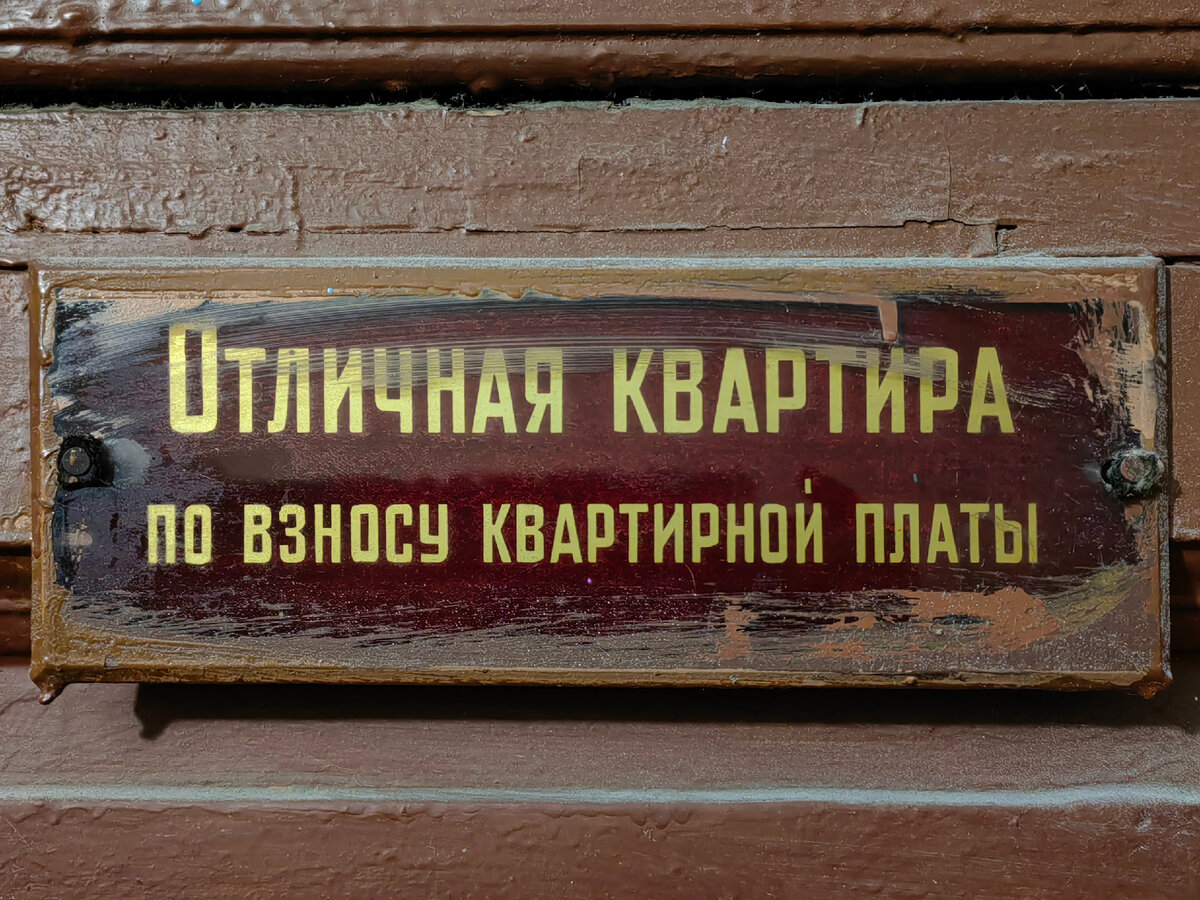 Отличная квартира
по взносу квартирной платы